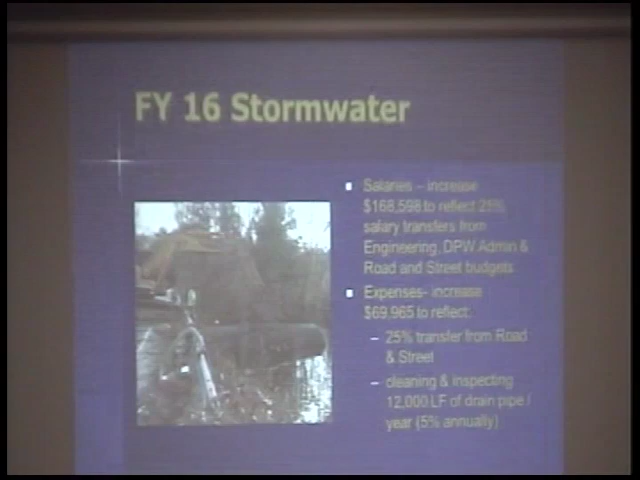 FY 16 Stormwater
Salaries – increase
$168,598 to reflect 25%
salary transfers from
Engineering, DPW Admin &
Road and Street budgets
Expenses- increase
$69,965 to reflect:
– 25% transfer from Road
& Street
– cleaning & inspecting
12,000 LF of drain pipe /
year (5% annually)